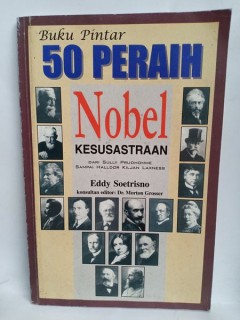 Buku Pintar
50 PERAIH
Nobel
KESUSASTRAAN
DARI SULLY PRUDHOMME
SAMPAI HALLDOR KILJAN LAXNESS
Eddy Soetrisno
konsultan editor: Dr. Morton Grosser